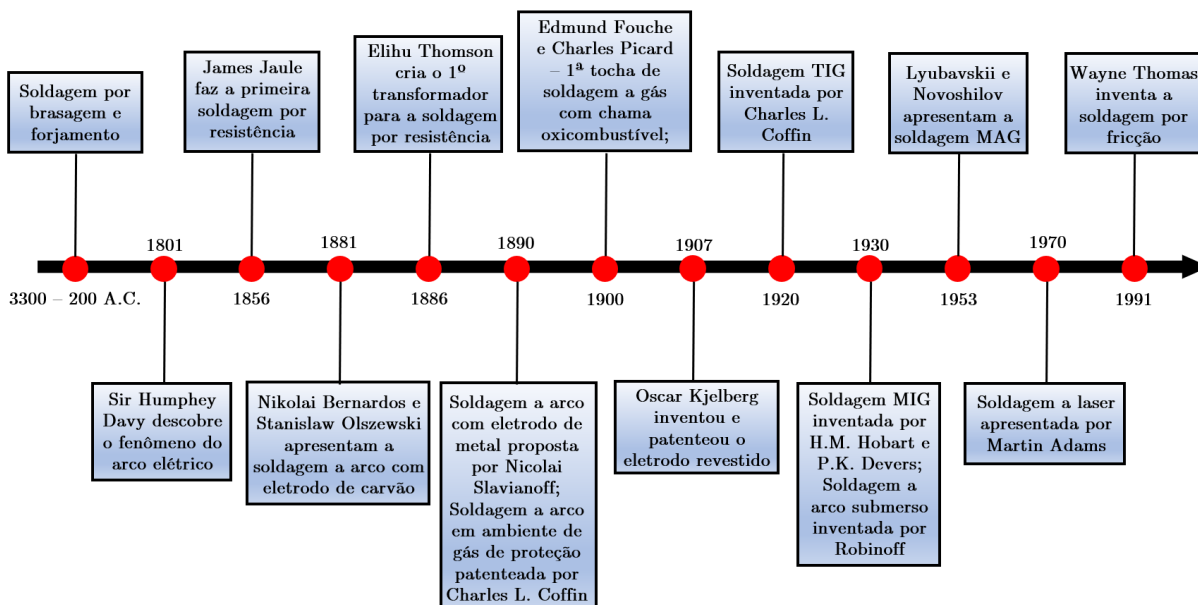 Soldagem por
brasagem e
forjamento
James Jaule
faz a primeira
soldagem por
resistência
Elihu Thomson
cria o 1º
transformador
para a soldagem
por resistência
Edmund Fouche
e Charles Picard
– 1ª tocha de
soldagem a gás
com chama
oxicombustível;
Soldagem TIG
inventada por
Charles L.
Coffin
Lyubavskii e
Novoshilov
apresentam a
soldagem MAG
Wayne Thomas
inventa a
soldagem por
fricção
1801
1881
1890
1907
1930
1970
3300 – 200 A.C.
1856
1886
1900
1920
1953
1991
Sir Humphey
Davy descobre
o fenômeno do
arco elétrico
Nikolai Bernardos e
Stanislaw Olszewski
apresentam a
soldagem a arco com
eletrodo de carvão
Soldagem a arco
com eletrodo de
metal proposta
por Nicolai
Slavianoff;
Soldagem a arco
em ambiente de
gás de proteção
patenteada por
Charles L. Coffin
Oscar Kjelberg
inventou e
patenteou o
eletrodo revestido
Soldagem MIG
inventada por
H.M. Hobart e
P.K. Devers;
Soldagem a
arco submerso
inventada por
Robinoff
Soldagem a laser
apresentada por
Martin Adams